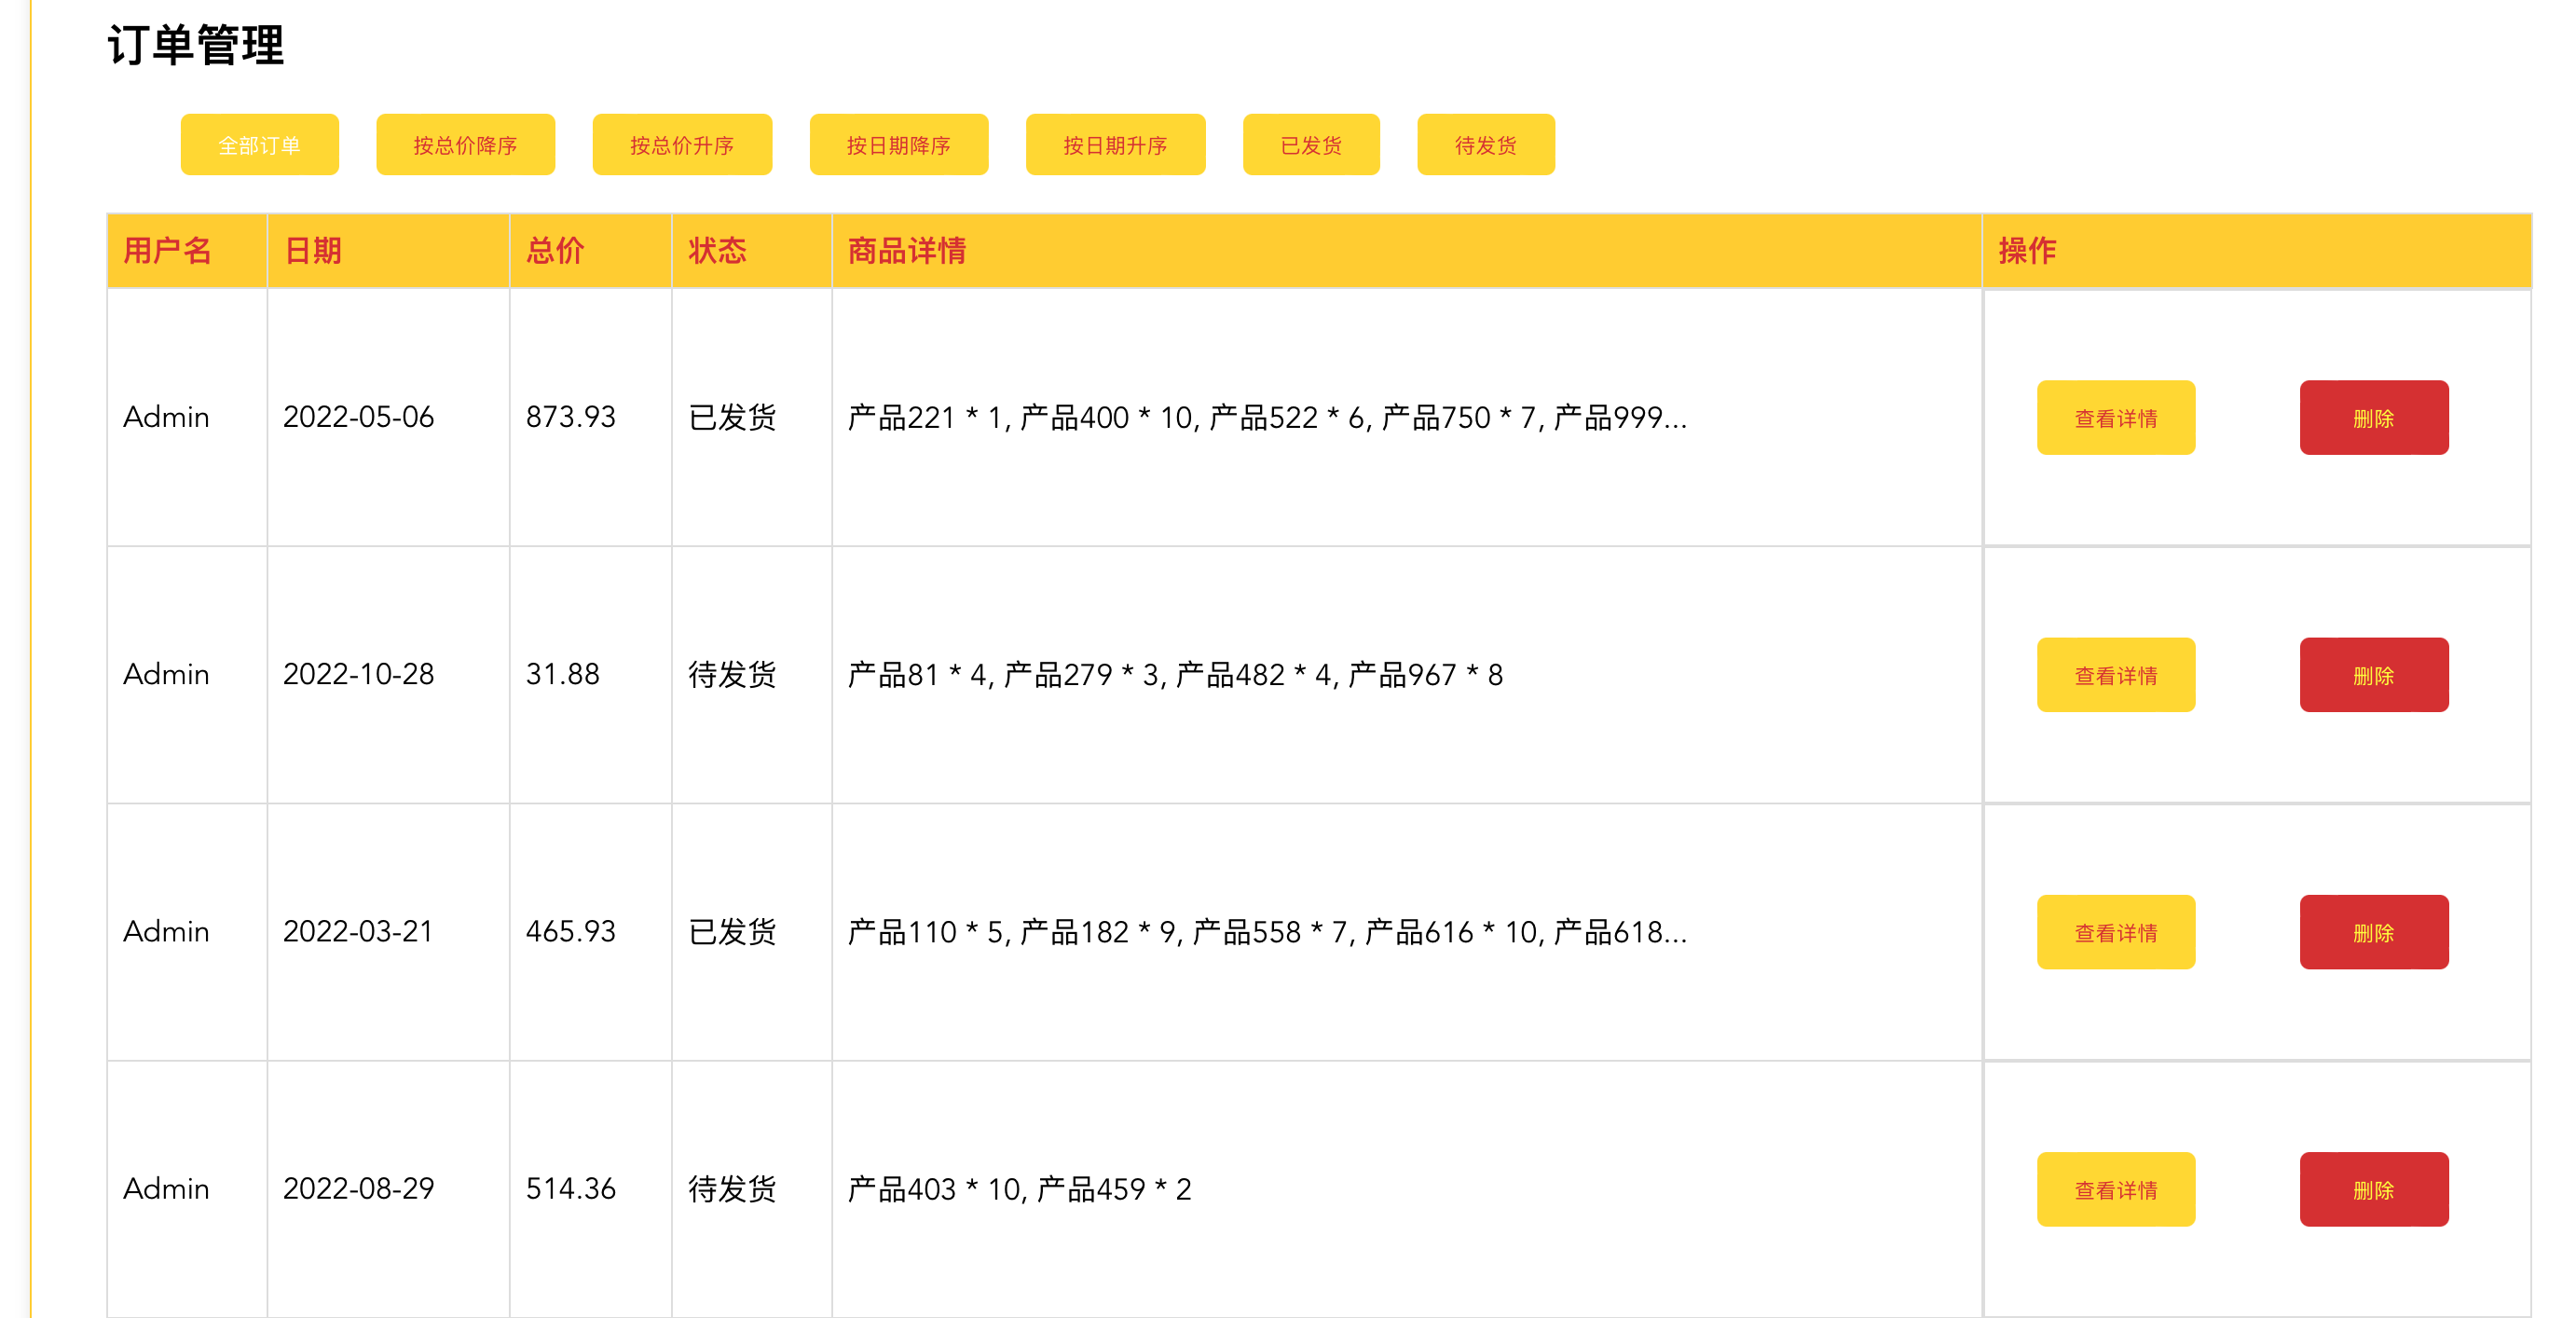 订单管理
全部订单 按总价降序 按总价升序 按日期降序 按日期升序 已发货 待发货
用户名 日期 总价 状态 商品详情 操作
Admin 2022-05-06 873.93 已发货 产品221 * 1, 产品400 * 10, 产品522 * 6, 产品750 * 7, 产品999... 查看详情 删除
Admin 2022-10-28 31.88 待发货 产品81 * 4, 产品279 * 3, 产品482 * 4, 产品967 * 8 查看详情 删除
Admin 2022-03-21 465.93 已发货 产品110 * 5, 产品182 * 9, 产品558 * 7, 产品616 * 10, 产品618... 查看详情 删除
Admin 2022-08-29 514.36 待发货 产品403 * 10, 产品459 * 2 查看详情 删除